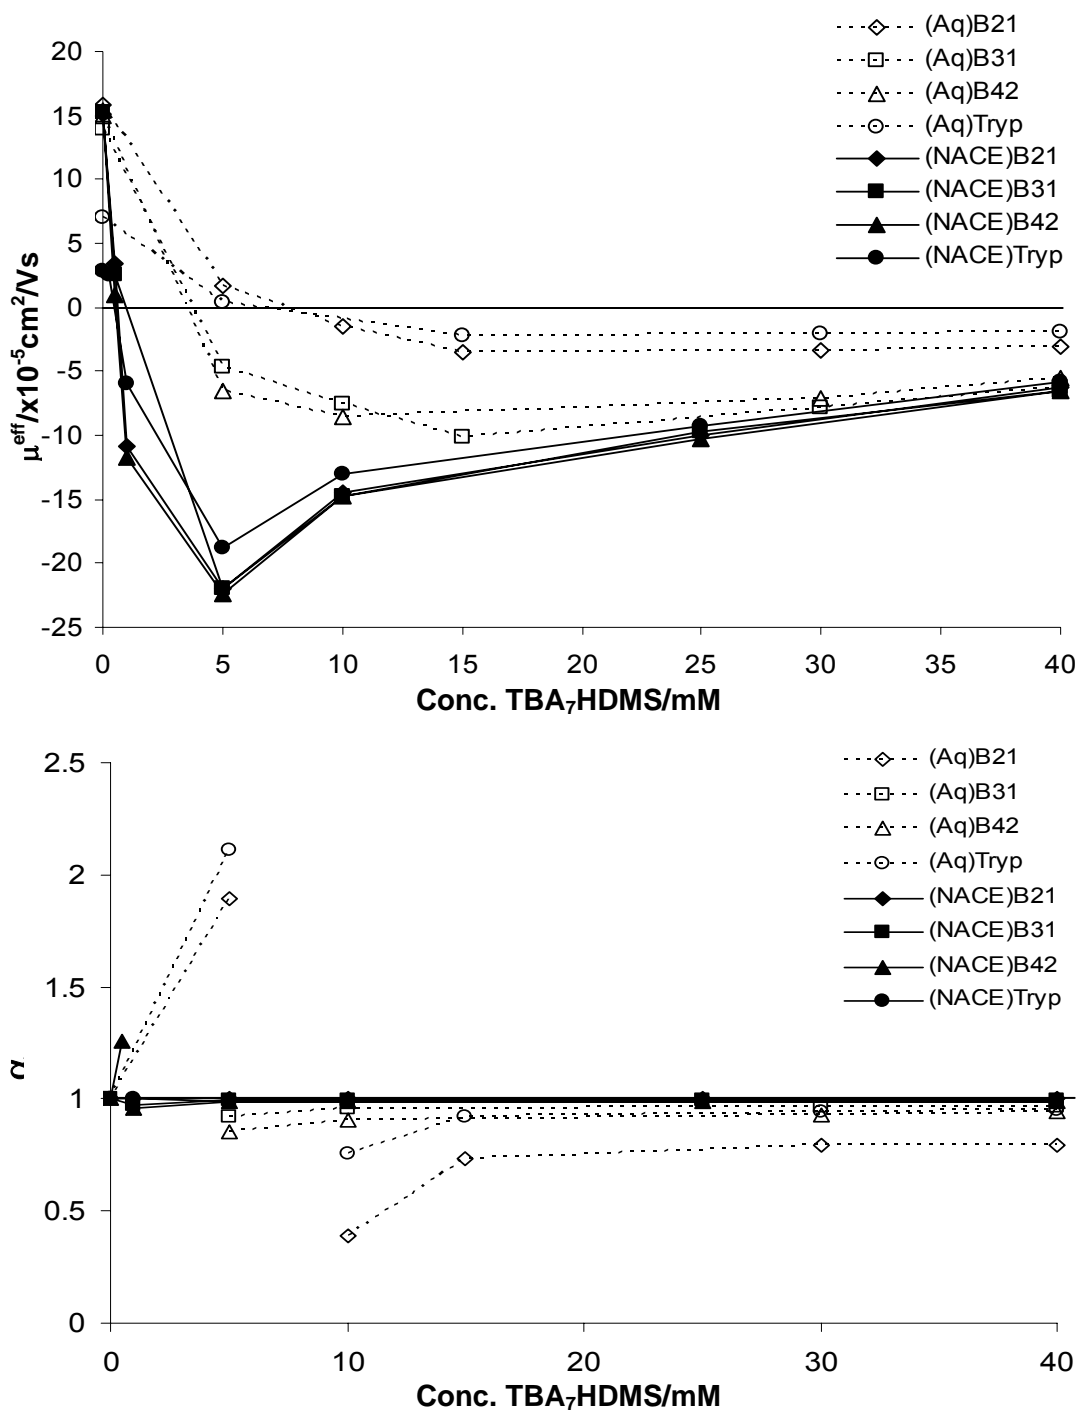 (Aq)B21
(Aq)B31
(Aq)B42
(Aq)Tryp
(NACE)B21
(NACE)B31
(NACE)B42
(NACE)Tryp
20
15
10
5
0
-5
-10
-15
-20
-25
μᵉᶠᶠ/x10⁻⁵cm²/Vs
0 5 10 15 20 25 30 35 40
Conc. TBA₇HDMS/mM
(Aq)B21
(Aq)B31
(Aq)B42
(Aq)Tryp
(NACE)B21
(NACE)B31
(NACE)B42
(NACE)Tryp
2.5
2
1.5
1
0.5
0
α
0 10 20 30 40
Conc. TBA₇HDMS/mM